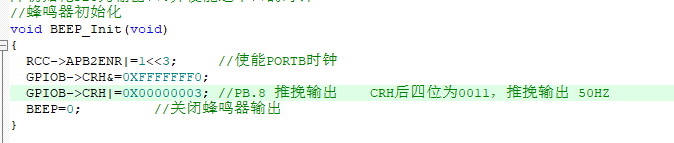 //蜂鸣器初始化
void BEEP_Init(void)
{
RCC->APB2ENR|=1<<3;    //使能PORTB时钟
GPIOB->CRH&=0XFFFFFFF0;
GPIOB->CRH|=0X00000003; //PB.8 推挽输出    CRH后四位为0011，推挽输出 50HZ
BEEP=0;         //关闭蜂鸣器输出
}